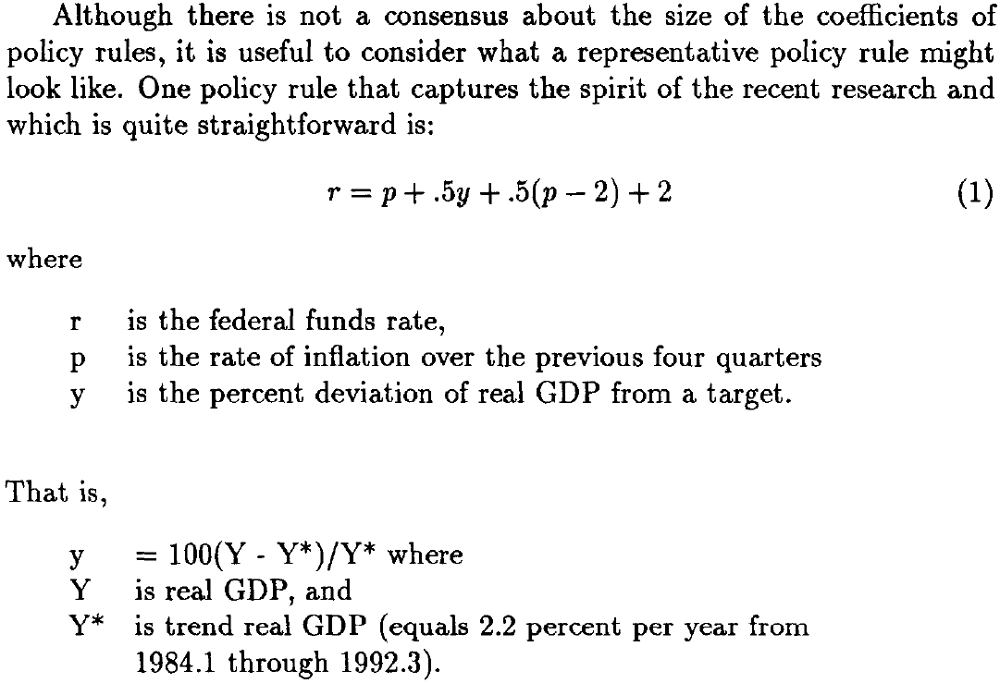 Although there is not a consensus about the size of the coefficients of
policy rules, it is useful to consider what a representative policy rule might
look like. One policy rule that captures the spirit of the recent research and
which is quite straightforward is:
r = p + .5y + .5(p − 2) + 2 (1)
where
r is the federal funds rate,
p is the rate of inflation over the previous four quarters
y is the percent deviation of real GDP from a target.
That is,
y = 100(Y - Y*)/Y* where
Y is real GDP, and
Y* is trend real GDP (equals 2.2 percent per year from
1984.1 through 1992.3).